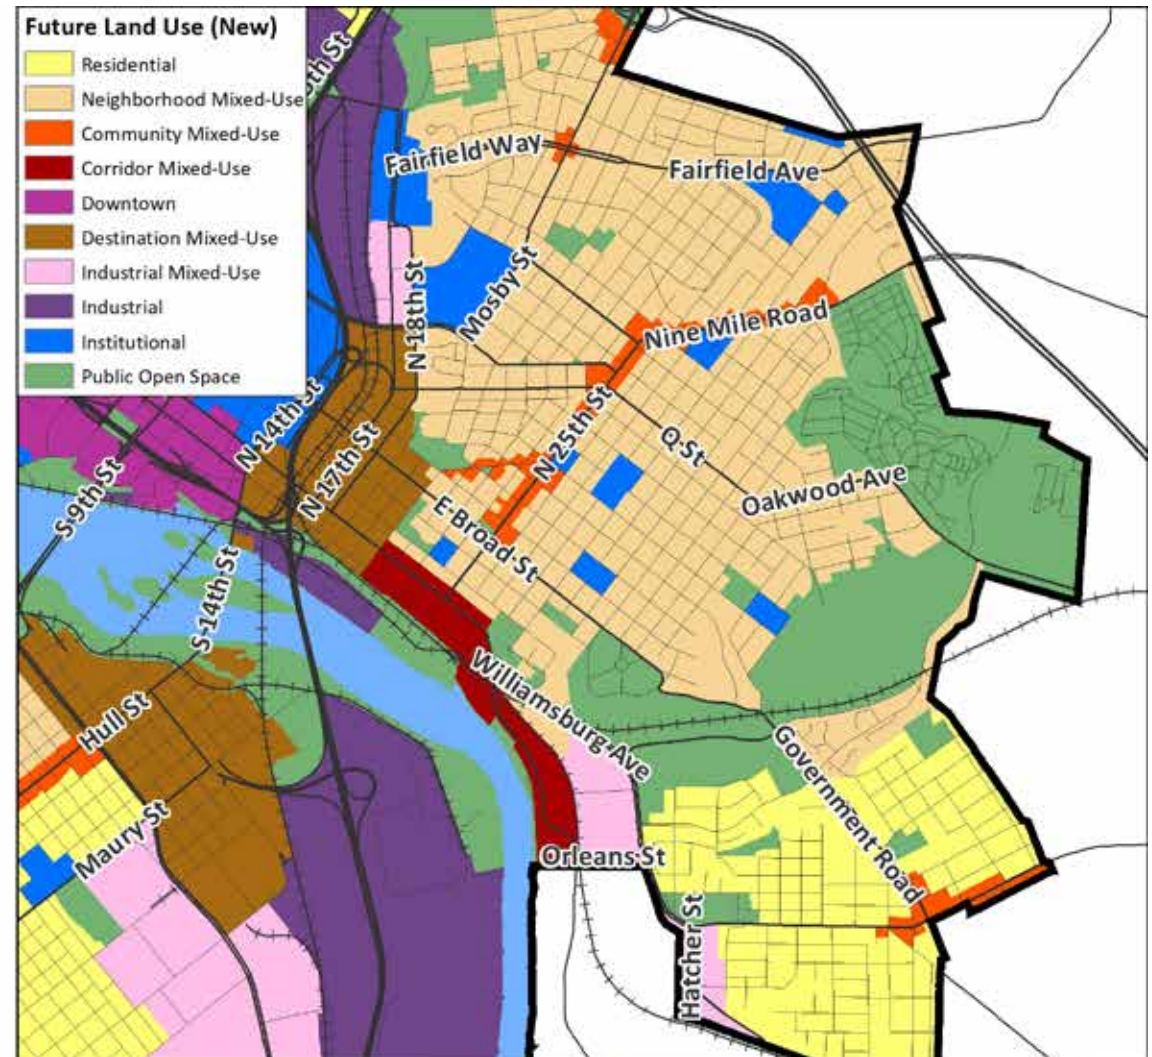 Future Land Use (New)
Residential
Neighborhood Mixed-Use
Community Mixed-Use
Corridor Mixed-Use
Downtown
Destination Mixed-Use
Industrial Mixed-Use
Industrial
Institutional
Public Open Space
Fairfield Way
Fairfield Ave
Mosby St
N 18th St
Nine Mile Road
N 14th St
N 17th St
N 25th St
Q St
S 9th St
E Broad St
Oakwood Ave
S 14th St
Williamsburg Ave
Hull St
Government Road
Maury St
Orleans St
Hatcher St